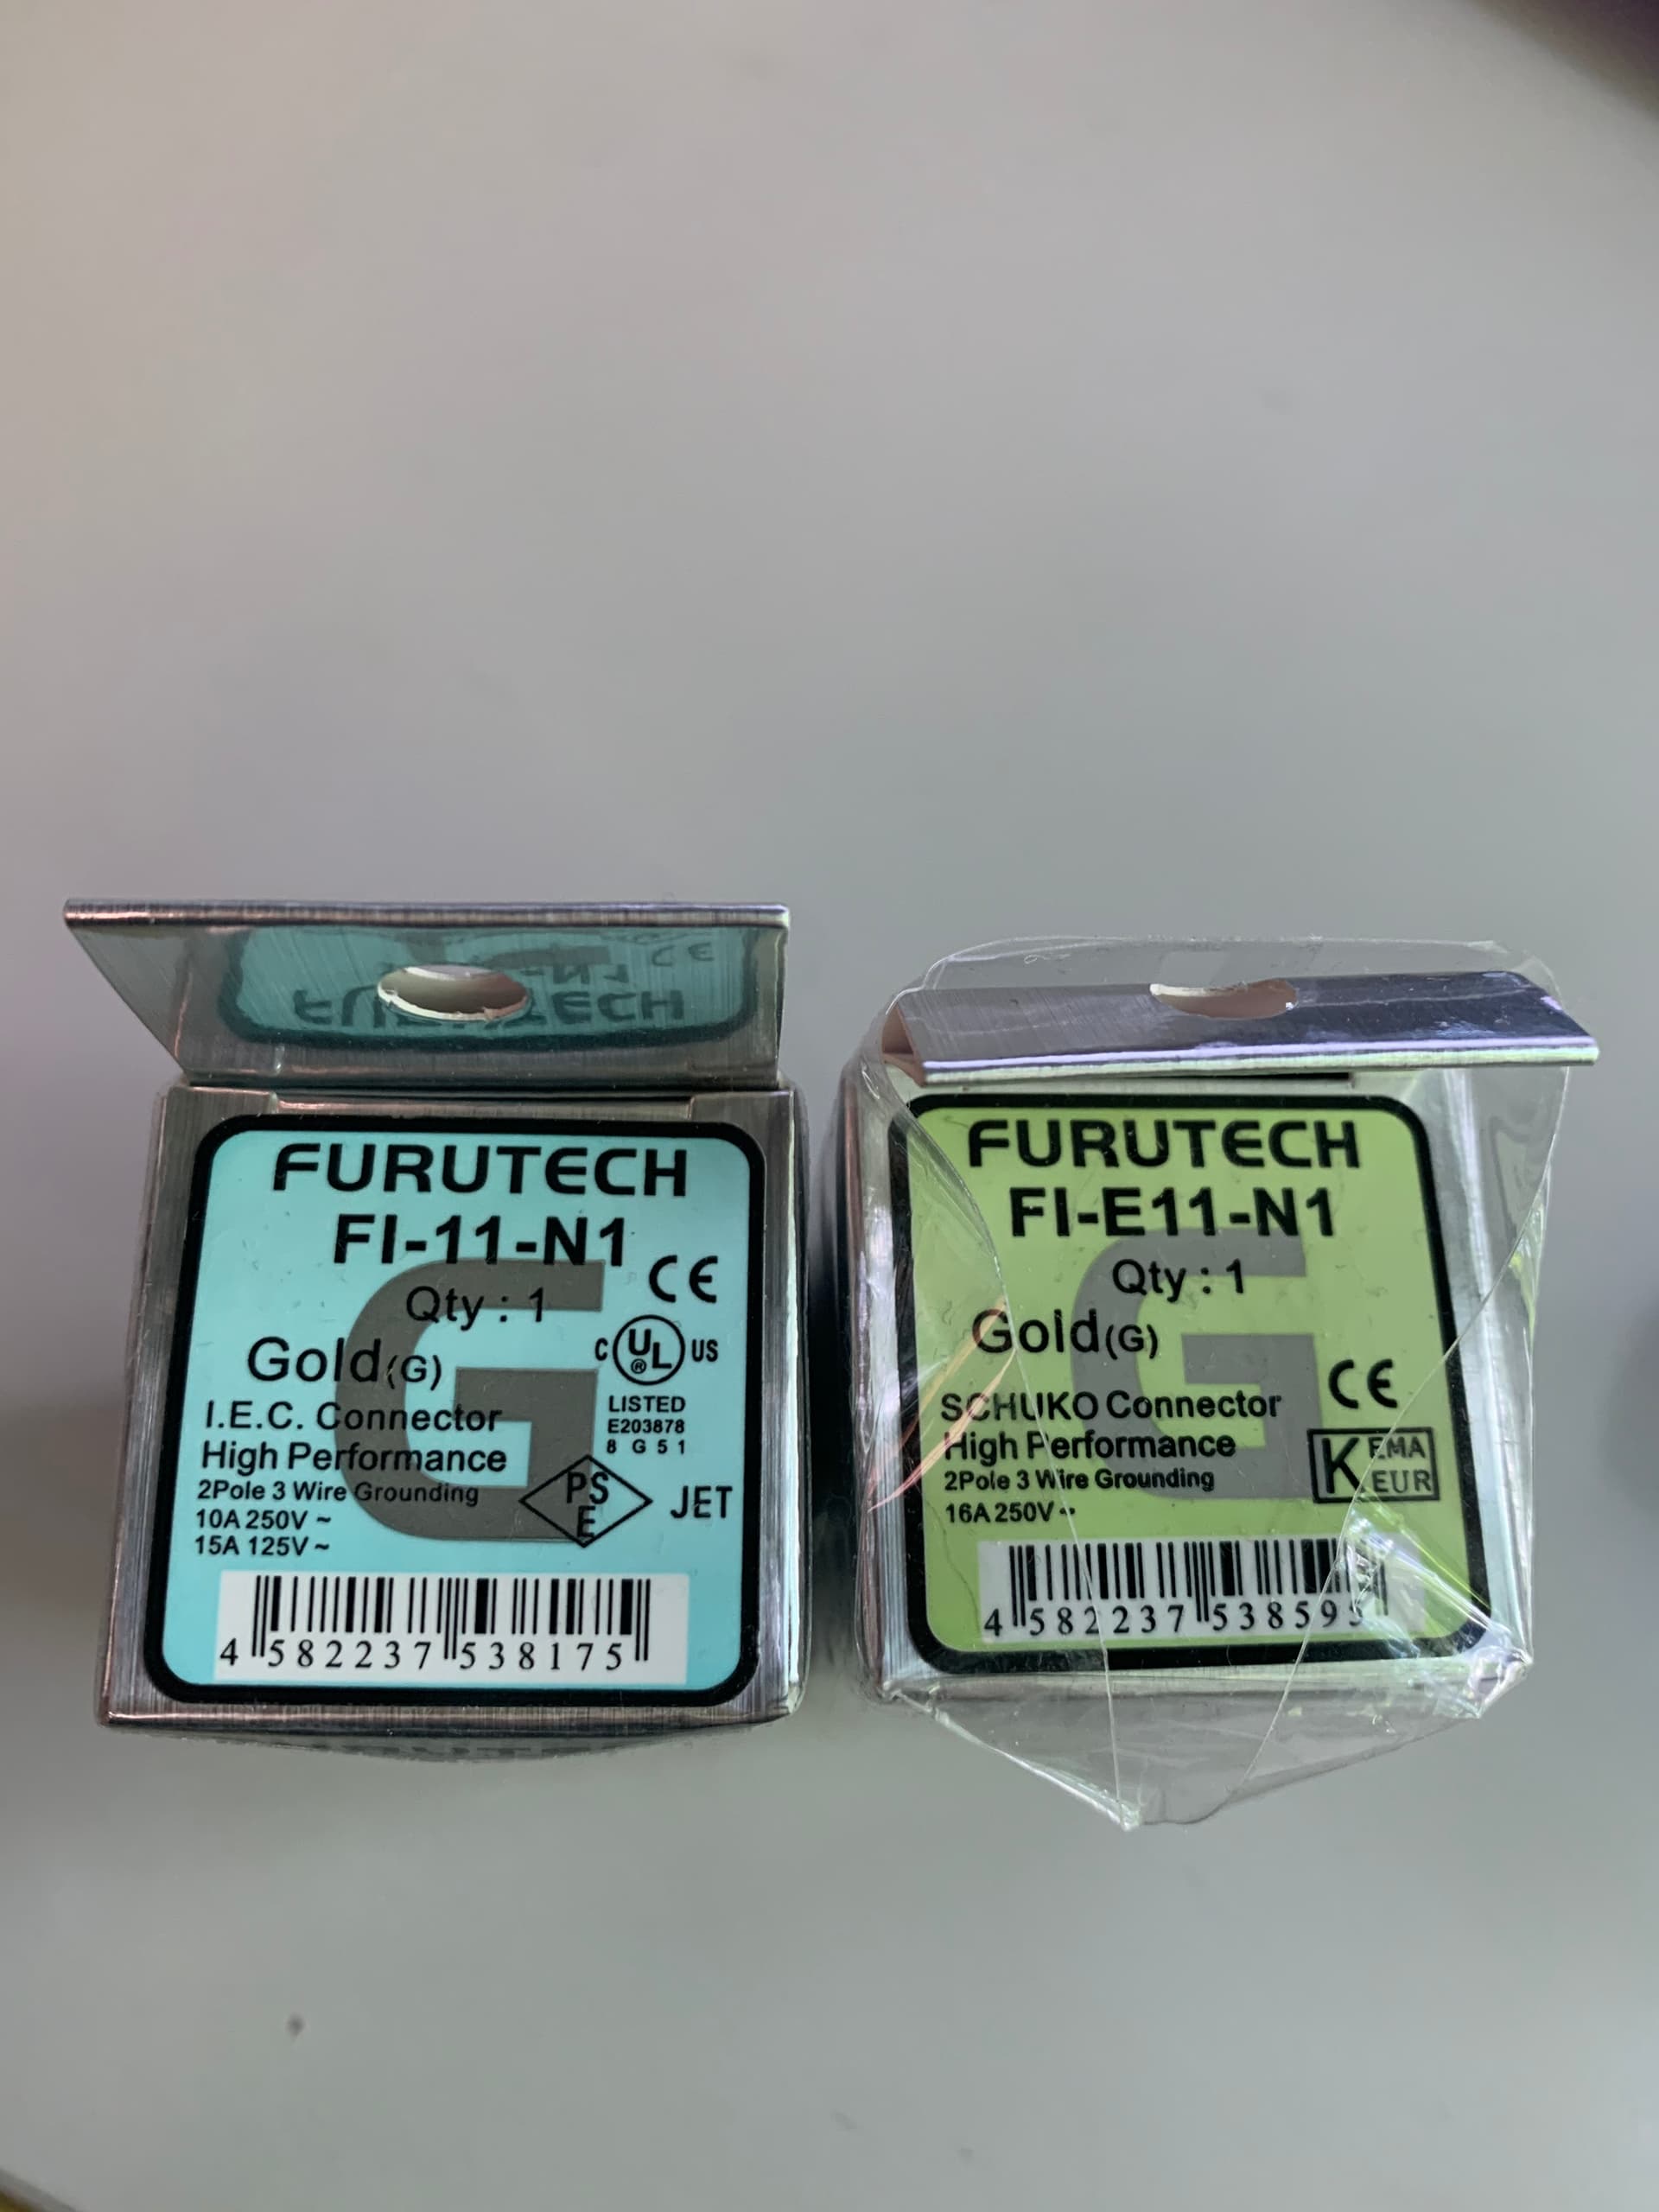 FURUTECH
FI-11-N1
Qty : 1
CE
Gold(G)
C UL ® US
LISTED
E203878
8 G 5 1
I.E.C. Connector
High Performance
2Pole 3 Wire Grounding
10A 250V ~
15A 125V ~
PSE
JET
4 582237 538175
FURUTECH
FI-E11-N1
Qty : 1
Gold(G)
CE
SCHUKO Connector
High Performance
2Pole 3 Wire Grounding
16A 250V ~
KEMA
EUR
G
G